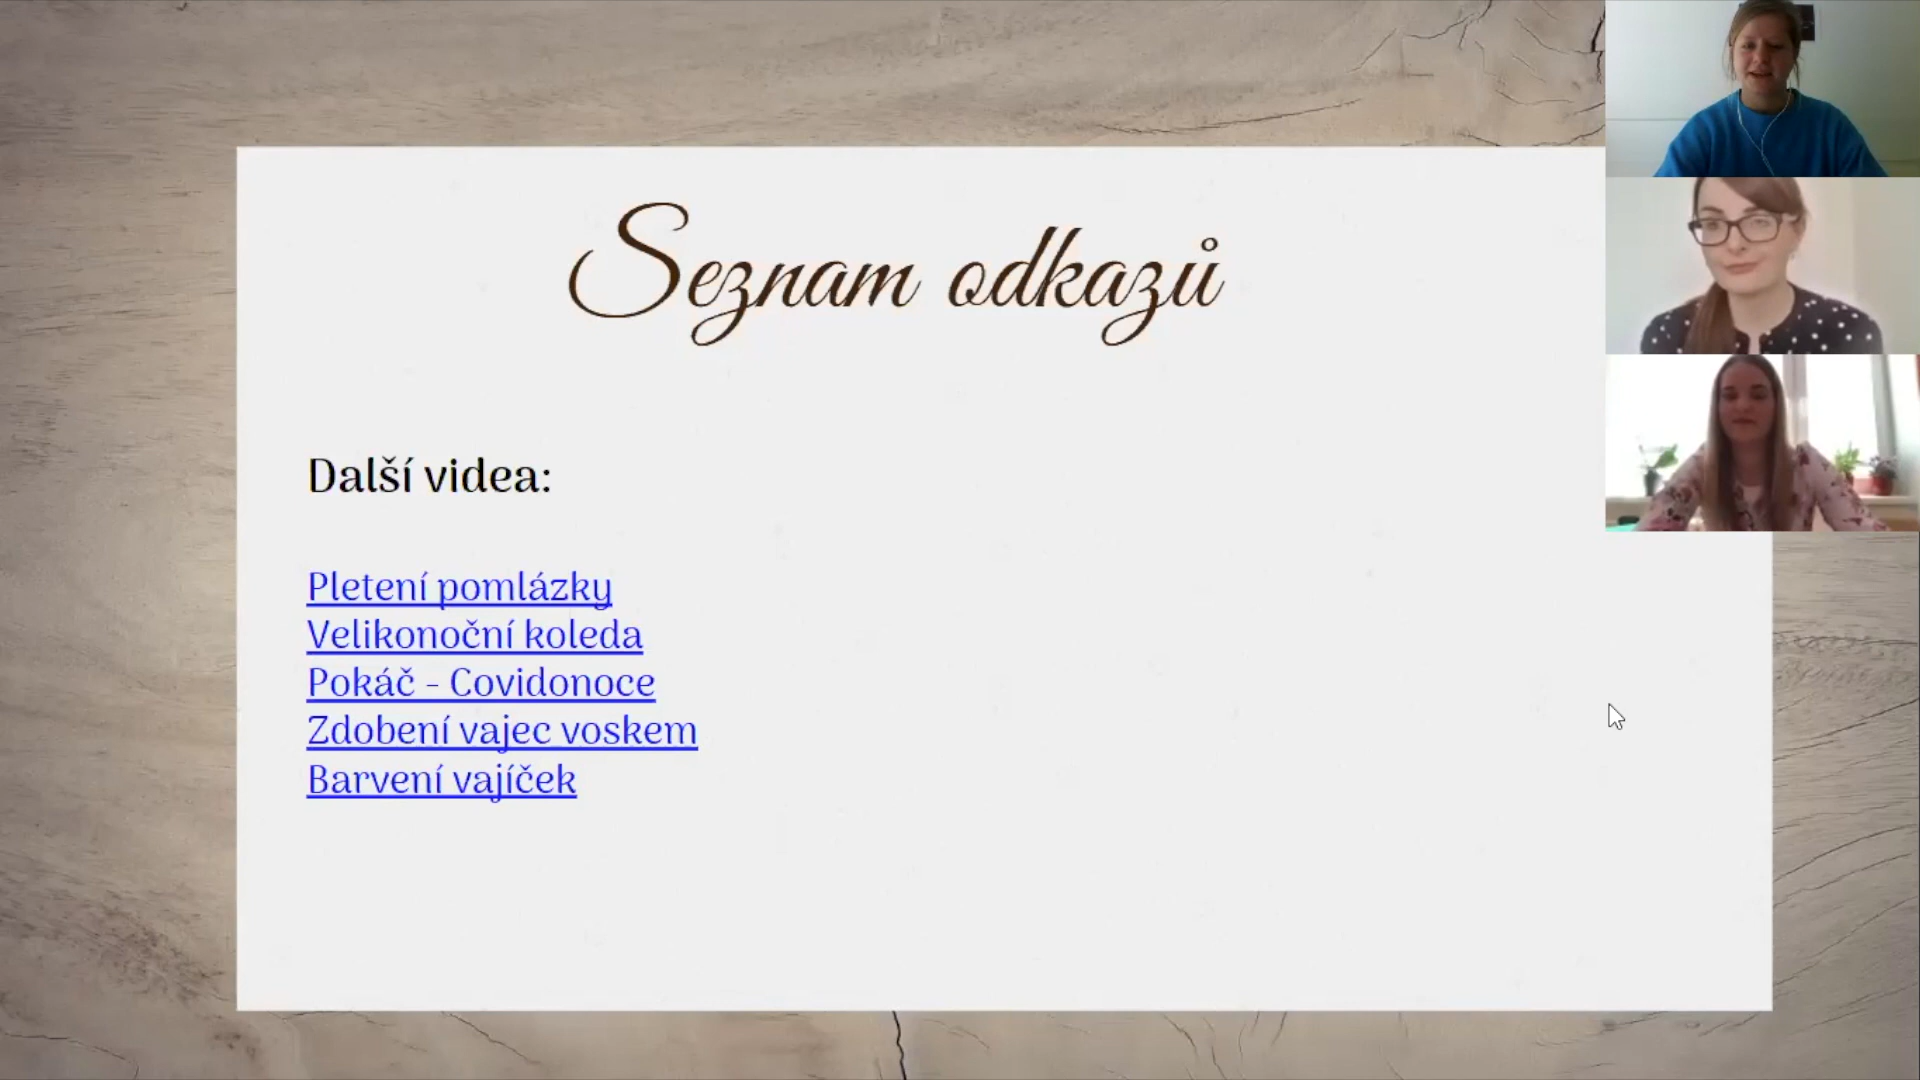 Seznam odkazů
Další videa:
Pletení pomlázky
Velikonoční koleda
Pokáč - Covidonoce
Zdobení vajec voskem
Barvení vajíček